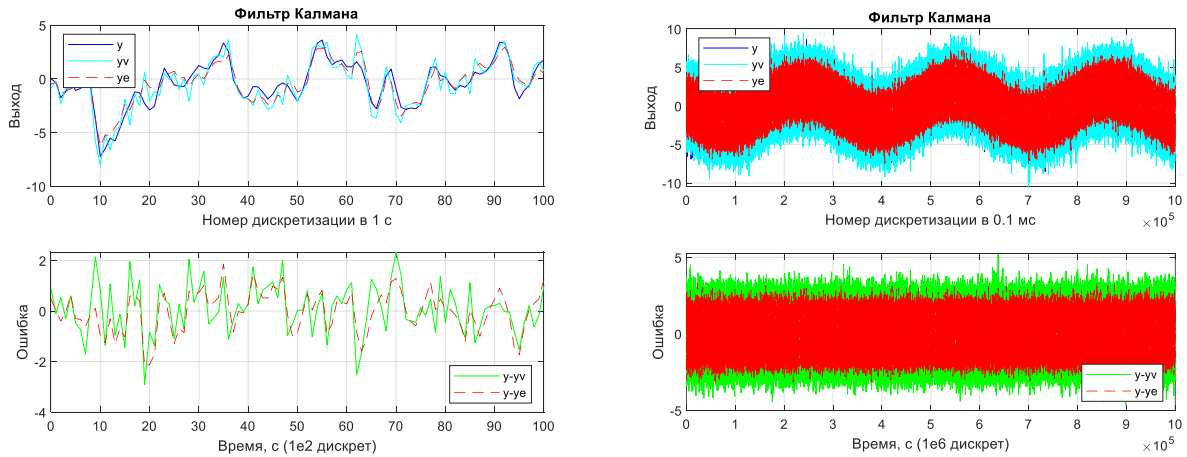 Фильтр Калмана
5
0
-5
-10
Выход
y
yv
ye
0 10 20 30 40 50 60 70 80 90 100
Номер дискретизации в 1 с
2
0
-2
-4
Ошибка
y-yv
y-ye
0 10 20 30 40 50 60 70 80 90 100
Время, с (1e2 дискрет)
Фильтр Калмана
10
5
0
-5
-10
Выход
y
yv
ye
0 1 2 3 4 5 6 7 8 9 10
Номер дискретизации в 0.1 мс
×10^5
5
0
-5
Ошибка
y-yv
y-ye
0 1 2 3 4 5 6 7 8 9 10
Время, с (1e6 дискрет)
×10^5